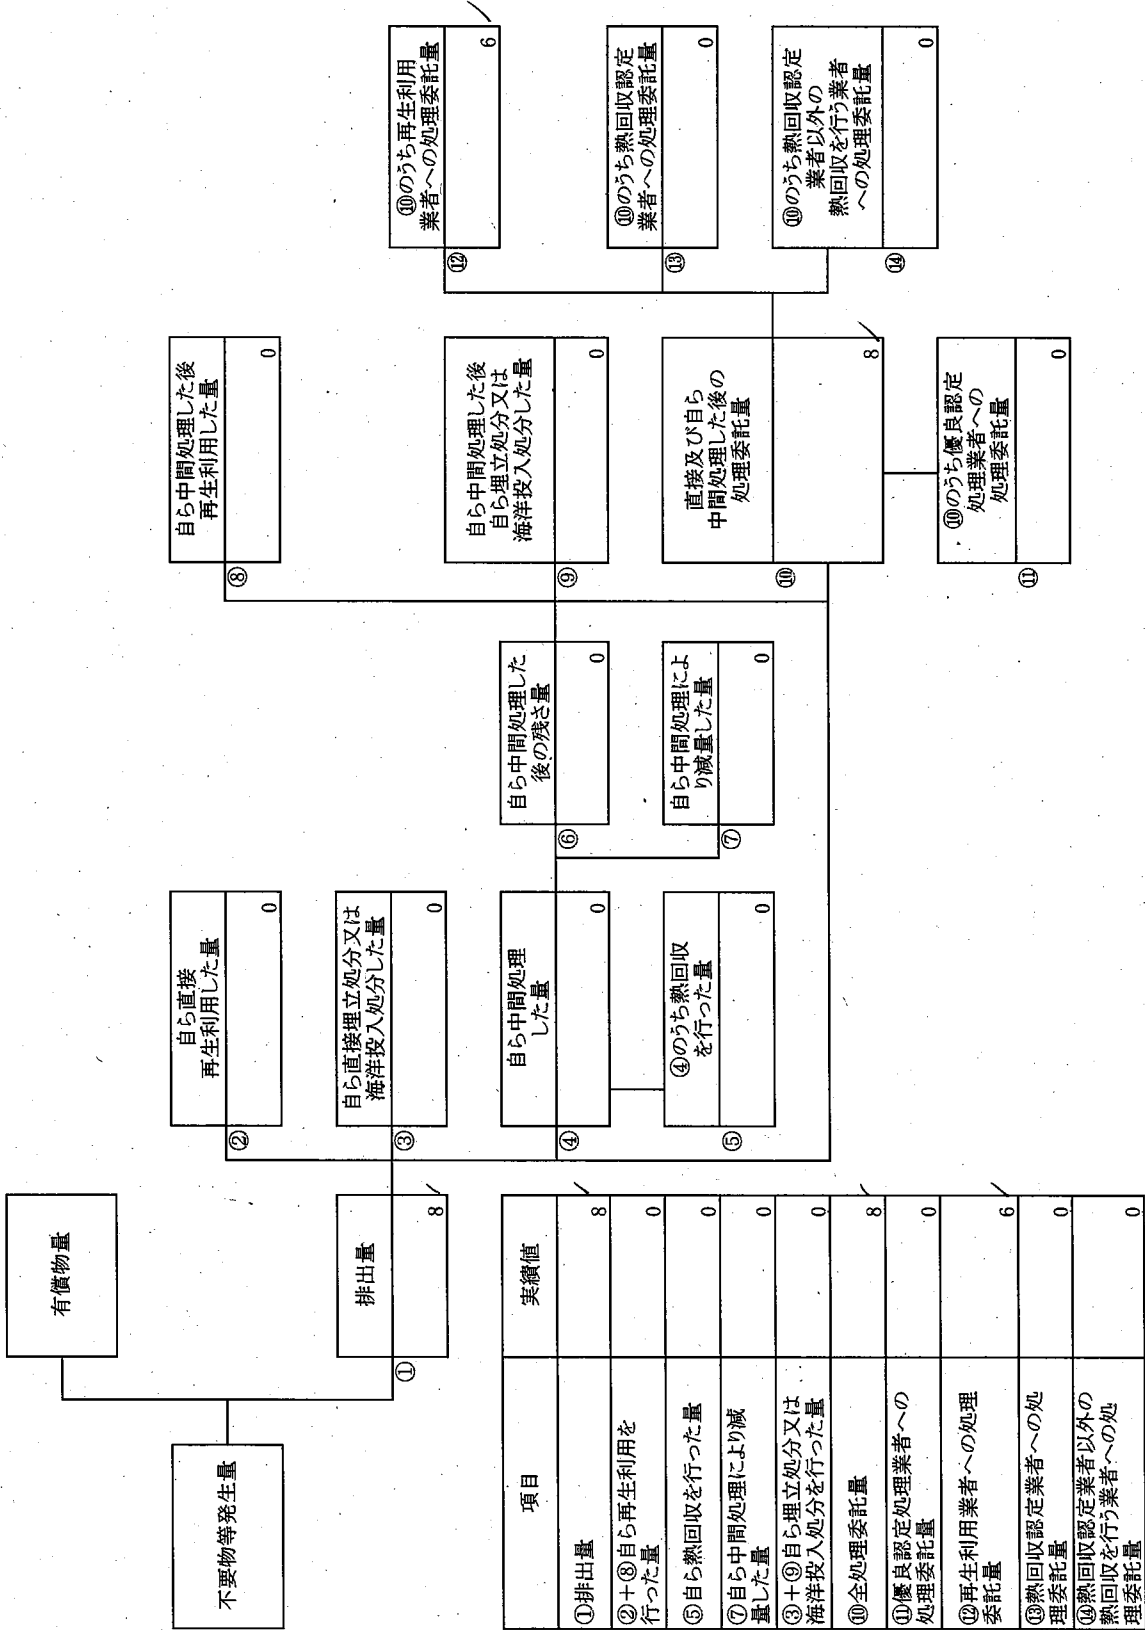 不要物等発生量
有償物量
①
排出量
8
②
自ら直接
再生利用した量
0
③
自ら直接埋立処分又は
海洋投入処分した量
0
④
自ら中間処理
した量
0
⑤
④のうち熱回収
を行った量
0
⑥
自ら中間処理した
後の残さ量
0
⑦
自ら中間処理によ
り減量した量
0
⑧
自ら中間処理した後
再生利用した量
0
⑨
自ら中間処理した後
自ら埋立処分又は
海洋投入処分した量
0
⑩
直接及び自ら
中間処理した後の
処理委託量
8
⑪
⑩のうち優良認定
処理業者への
処理委託量
0
⑫
⑩のうち再生利用
業者への処理委託量
6
⑬
⑩のうち熱回収認定
業者への処理委託量
0
⑭
⑩のうち熱回収認定
業者以外の
熱回収を行う業者
への処理委託量
0
項目
実績値
①排出量
8
②+⑧自ら再生利用を
行った量
0
⑤自ら熱回収を行った量
0
⑦自ら中間処理により減
量した量
0
③+⑨自ら埋立処分又は
海洋投入処分を行った量
0
⑩全処理委託量
8
⑪優良認定処理業者への
処理委託量
0
⑫再生利用業者への処理
委託量
6
⑬熱回収認定業者への処
理委託量
0
⑭熱回収認定業者以外の
熱回収を行う業者への処
理委託量
0